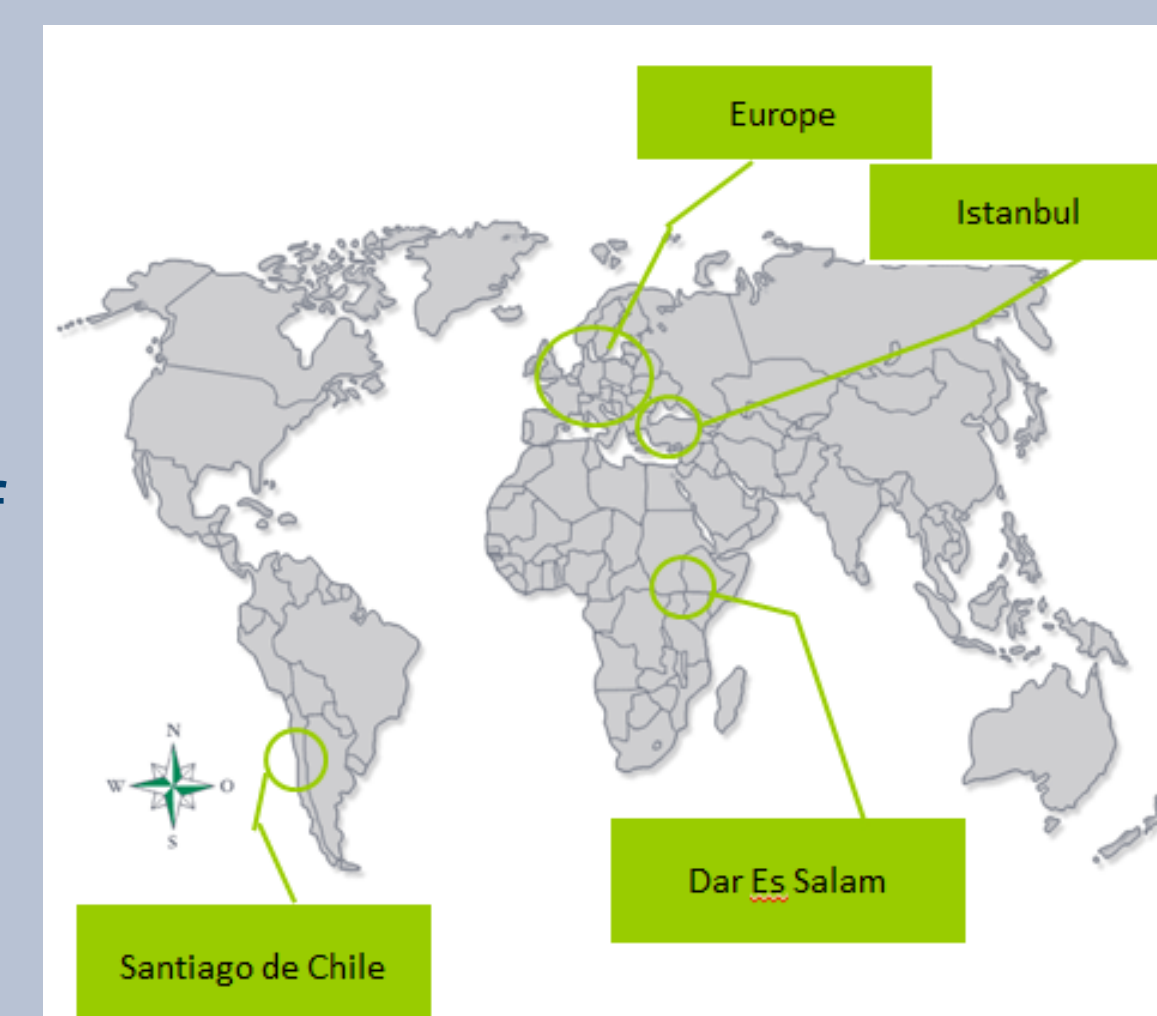 Europe
Istanbul
f
N
W O
S
Dar Es Salam
Santiago de Chile